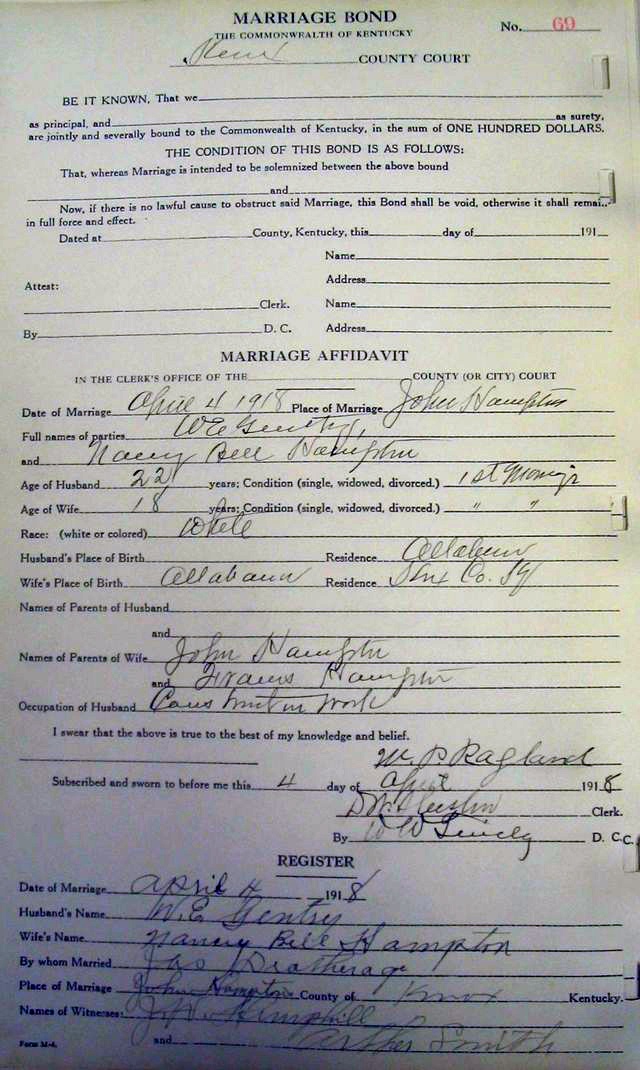 MARRIAGE BOND
THE COMMONWEALTH OF KENTUCKY
No. 69
Knox COUNTY COURT
BE IT KNOWN, That we
as principal, and as surety,
are jointly and severally bound to the Commonwealth of Kentucky, in the sum of ONE HUNDRED DOLLARS.
THE CONDITION OF THIS BOND IS AS FOLLOWS:
That, whereas Marriage is intended to be solemnized between the above bound
and
Now, if there is no lawful cause to obstruct said Marriage, this Bond shall be void, otherwise it shall remai
in full force and effect.
Dated at County, Kentucky, this day of 191
Name
Attest: Address
Clerk. Name
By D. C. Address
MARRIAGE AFFIDAVIT
IN THE CLERK'S OFFICE OF THE COUNTY (OR CITY) COURT
Date of Marriage April 4 1918 Place of Marriage John Hampton
Full names of parties W E Gentry,
and Nancy Bell Hampton
Age of Husband 22 years; Condition (single, widowed, divorced.) 1st
Age of Wife 18 years; Condition (single, widowed, divorced.) " "
Race: (white or colored) White
Husband's Place of Birth Residence
Wife's Place of Birth Residence Knox Co. Ky
Names of Parents of Husband
and
Names of Parents of Wife John Hampton
and Hampton
Occupation of Husband work
I swear that the above is true to the best of my knowledge and belief.
Ragland
Subscribed and sworn to before me this 4 day of April 1918
Clerk.
By W W D. C.
C.
REGISTER
Date of Marriage April 4 1918
Husband's Name W.E. Gentry
Wife's Name Nancy Bell Hampton
By whom Married
Place of Marriage John Hamptons County of Knox Kentucky.
Names of Witnesses: Hemphill
and Smith
Form M-4.